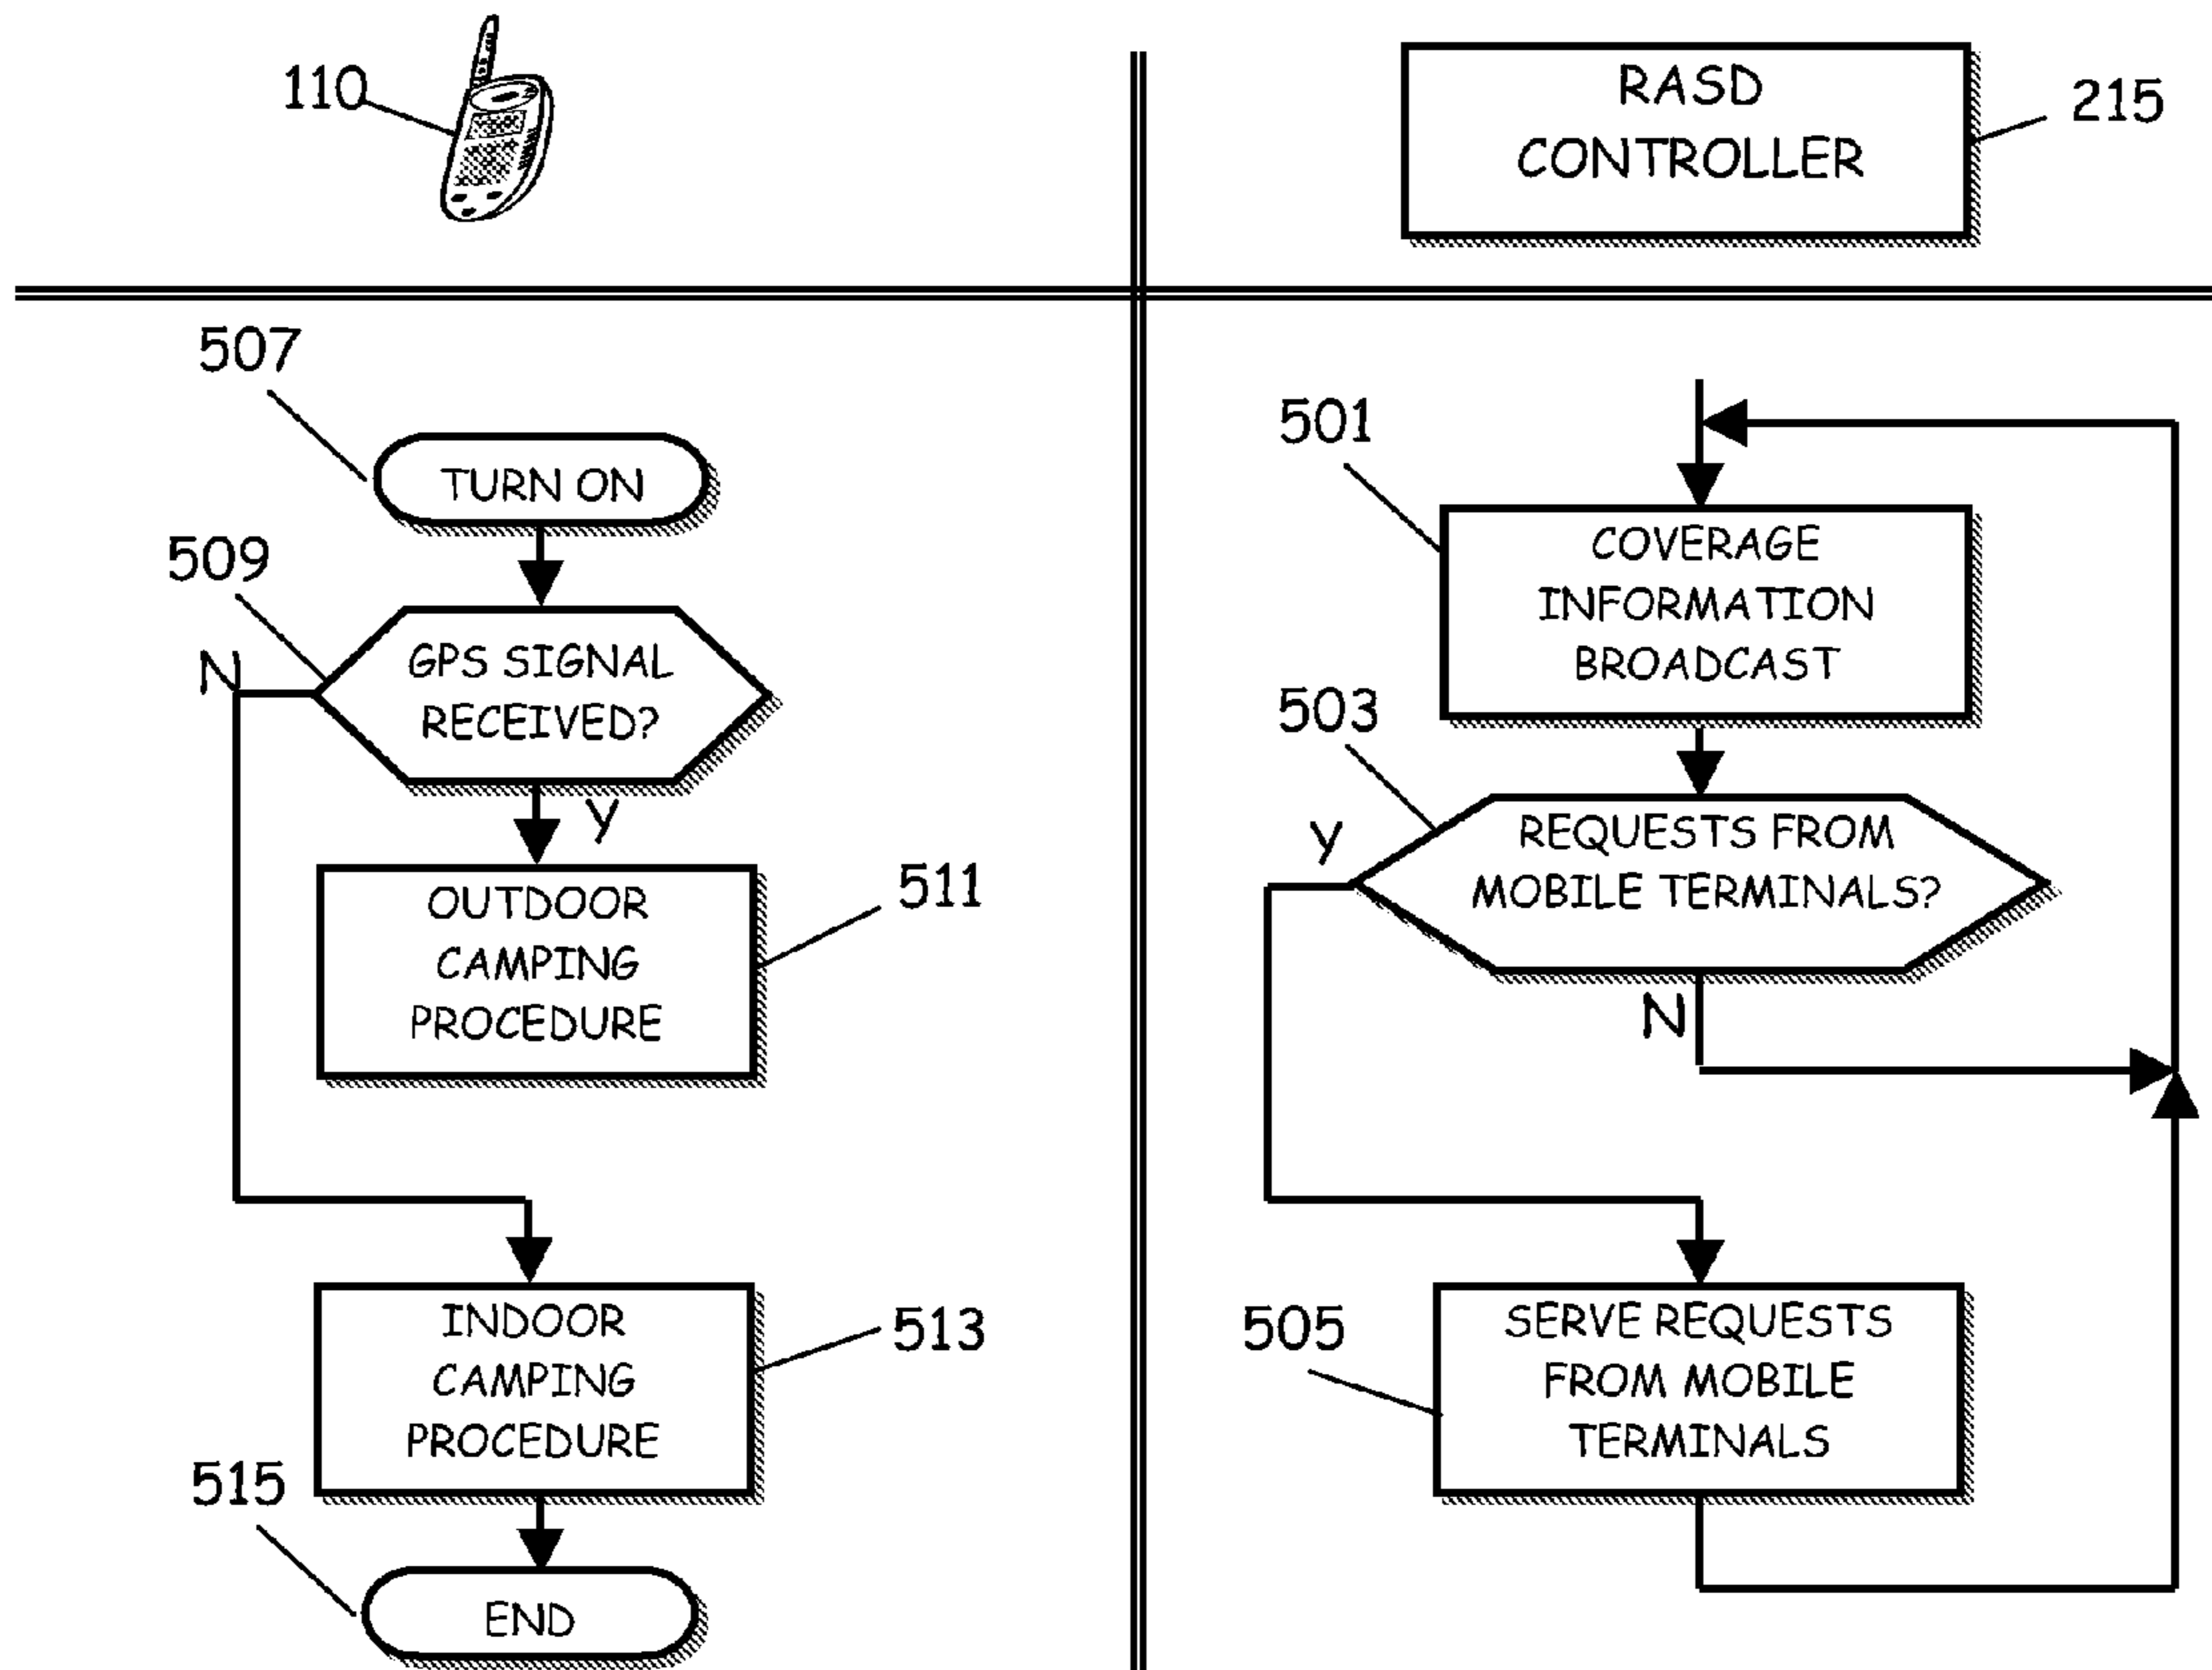 110
RASD
CONTROLLER
215
507
TURN ON
509
N
GPS SIGNAL
RECEIVED?
Y
OUTDOOR
CAMPING
PROCEDURE
511
INDOOR
CAMPING
PROCEDURE
513
515
END
501
COVERAGE
INFORMATION
BROADCAST
503
Y
REQUESTS FROM
MOBILE TERMINALS?
N
505
SERVE REQUESTS
FROM MOBILE
TERMINALS